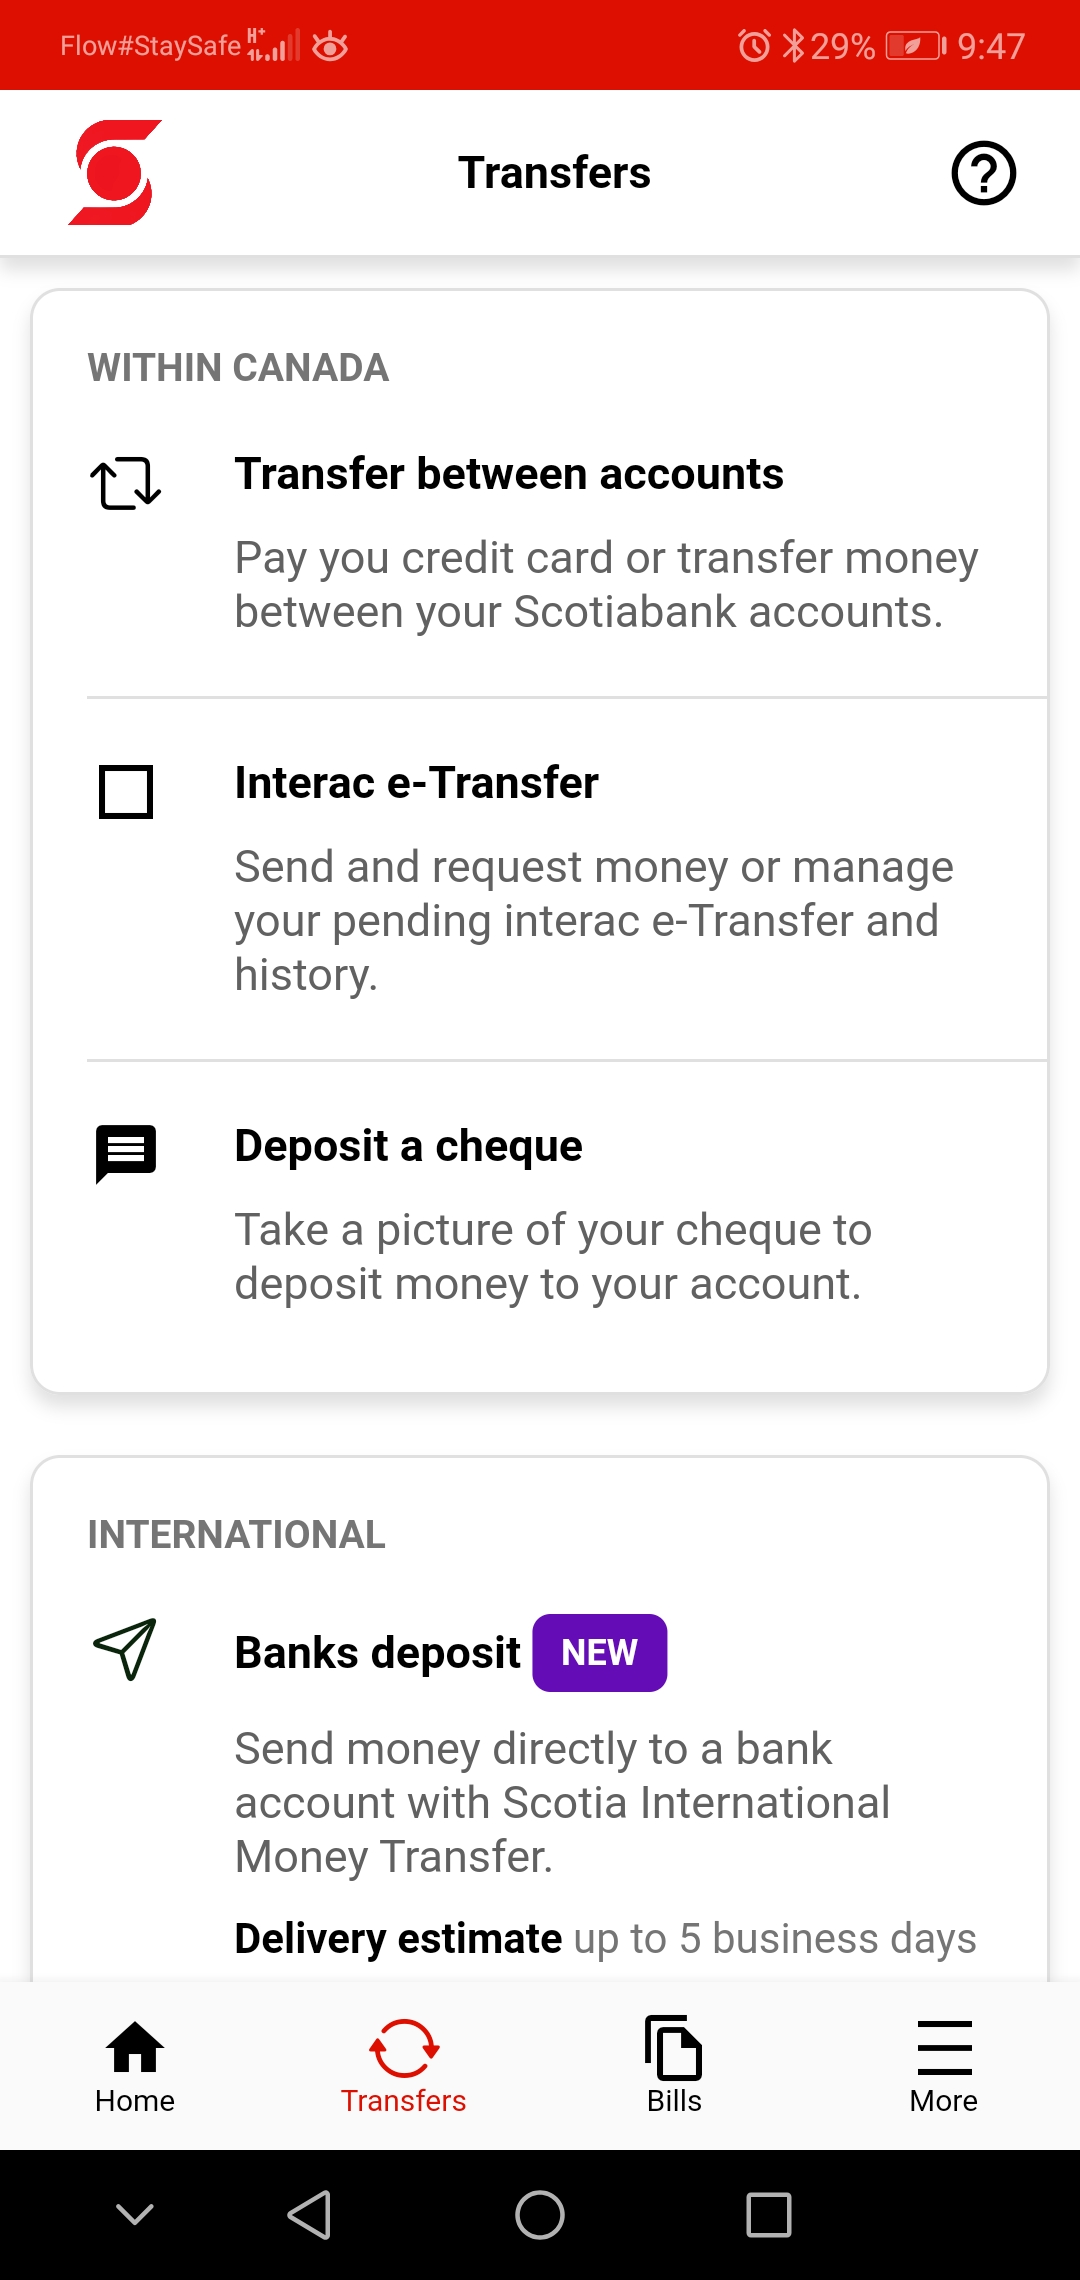 Flow#StaySafe H+ 29% 9:47
Transfers
WITHIN CANADA
Transfer between accounts
Pay you credit card or transfer money
between your Scotiabank accounts.
Interac e-Transfer
Send and request money or manage
your pending interac e-Transfer and
history.
Deposit a cheque
Take a picture of your cheque to
deposit money to your account.
INTERNATIONAL
Banks deposit NEW
Send money directly to a bank
account with Scotia International
Money Transfer.
Delivery estimate up to 5 business days
Home Transfers Bills More